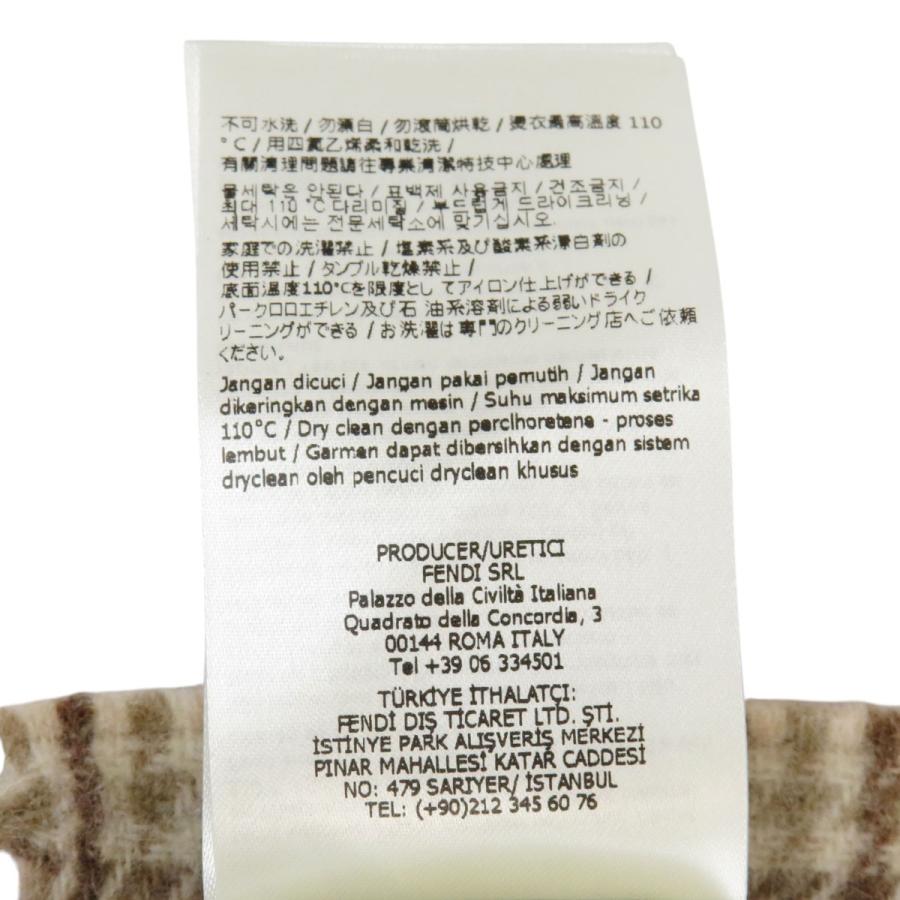 不可水洗 / 勿漂白 / 勿滾筒烘乾 / 燙衣最高溫度 110
°C / 用四氯乙烯柔和乾洗 /
有關清理問題請往專業清潔特技中心處理
물세탁은 안된다 / 표백제 사용금지 / 건조금지 /
최대 110 °C 다리미질 / 부드럽게 드라이크리닝 /
세탁시에는 전문세탁소에 맞기십시오.
家庭での洗濯禁止 / 塩素系及び酸素系漂白剤の
使用禁止 / タンブル乾燥禁止 /
底面温度110℃を限度とし てアイロン仕上げができる /
パークロロエチレン及び石 油系溶剤による弱いドライク
リーニングができる / お洗濯は専門のクリーニング店へご依頼
ください。
Jangan dicuci / Jangan pakai pemutih / Jangan
dikeringkan dengan mesin / Suhu maksimum setrika
110°C / Dry clean dengan perclhoretene - proses
lembut / Garmen dapat dibersihkan dengan sistem
dryclean oleh pencuci dryclean khusus
PRODUCER/URETICI
FENDI SRL
Palazzo della Civiltà Italiana
Quadrato della Concordia, 3
00144 ROMA ITALY
Tel +39 06 334501
TÜRKİYE İTHALATÇI:
FENDİ DIŞ TİCARET LTD. ŞTİ.
İSTİNYE PARK ALIŞVERİŞ MERKEZİ
PINAR MAHALLESİ KATAR CADDESİ
NO: 479 SARIYER/ İSTANBUL
TEL: (+90)212 345 60 76